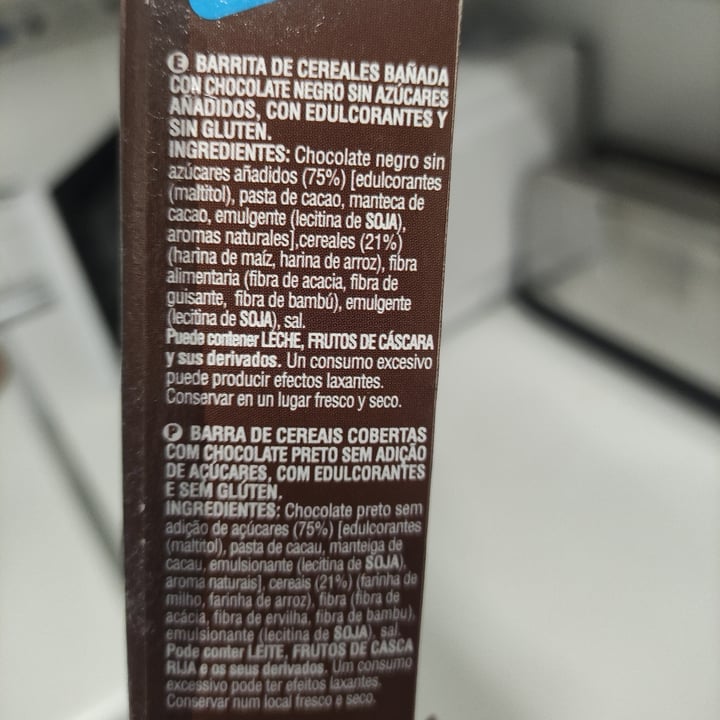 E BARRITA DE CEREALES BAÑADA
CON CHOCOLATE NEGRO SIN AZÚCARES
AÑADIDOS, CON EDULCORANTES Y
SIN GLUTEN.
INGREDIENTES: Chocolate negro sin
azúcares añadidos (75%) [edulcorantes
(maltitol), pasta de cacao, manteca de
cacao, emulgente (lecitina de SOJA),
aromas naturales],cereales (21%)
(harina de maíz, harina de arroz), fibra
alimentaria (fibra de acacia, fibra de
guisante, fibra de bambú), emulgente
(lecitina de SOJA), sal.
Puede contener LECHE, FRUTOS DE CÁSCARA
y sus derivados. Un consumo excesivo
puede producir efectos laxantes.
Conservar en un lugar fresco y seco.
P BARRA DE CEREAIS COBERTAS
COM CHOCOLATE PRETO SEM ADIÇÃO
DE AÇÚCARES, COM EDULCORANTES
E SEM GLÚTEN.
INGREDIENTES: Chocolate preto sem
adição de açúcares (75%) [edulcorantes
(maltitol), pasta de cacau, manteiga de
cacau, emulsionante (lecitina de SOJA),
aroma naturais], cereais (21%) (farinha de
milho, farinha de arroz), fibra (fibra de
acácia, fibra de ervilha, fibra de bambu),
emulsionante (lecitina de SOJA), sal.
Pode conter LEITE, FRUTOS DE CASCA
RIJA e os seus derivados. Um consumo
excessivo pode ter efeitos laxantes.
Conservar num local fresco e seco.